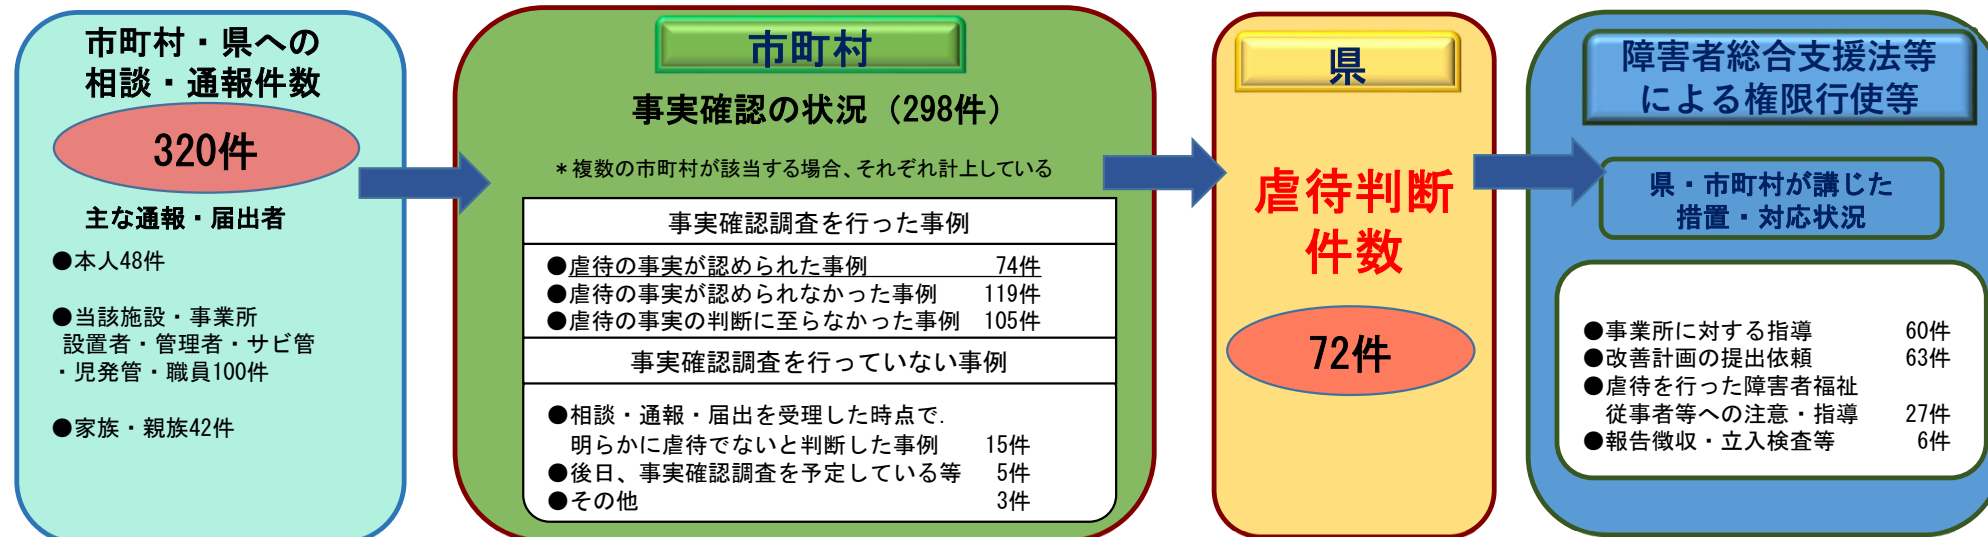 市町村・県への
相談・通報件数
320件
主な通報・届出者
●本人48件
●当該施設・事業所
設置者・管理者・サビ管
・児発管・職員100件
●家族・親族42件
市町村
事実確認の状況（298件）
＊複数の市町村が該当する場合、それぞれ計上している
事実確認調査を行った事例
●虐待の事実が認められた事例 74件
●虐待の事実が認められなかった事例 119件
●虐待の事実の判断に至らなかった事例 105件
事実確認調査を行っていない事例
●相談・通報・届出を受理した時点で.
明らかに虐待でないと判断した事例 15件
●後日、事実確認調査を予定している等 5件
●その他 3件
県
虐待判断
件数
72件
障害者総合支援法等
による権限行使等
県・市町村が講じた
措置・対応状況
●事業所に対する指導 60件
●改善計画の提出依頼 63件
●虐待を行った障害者福祉
従事者等への注意・指導 27件
●報告徴収・立入検査等 6件